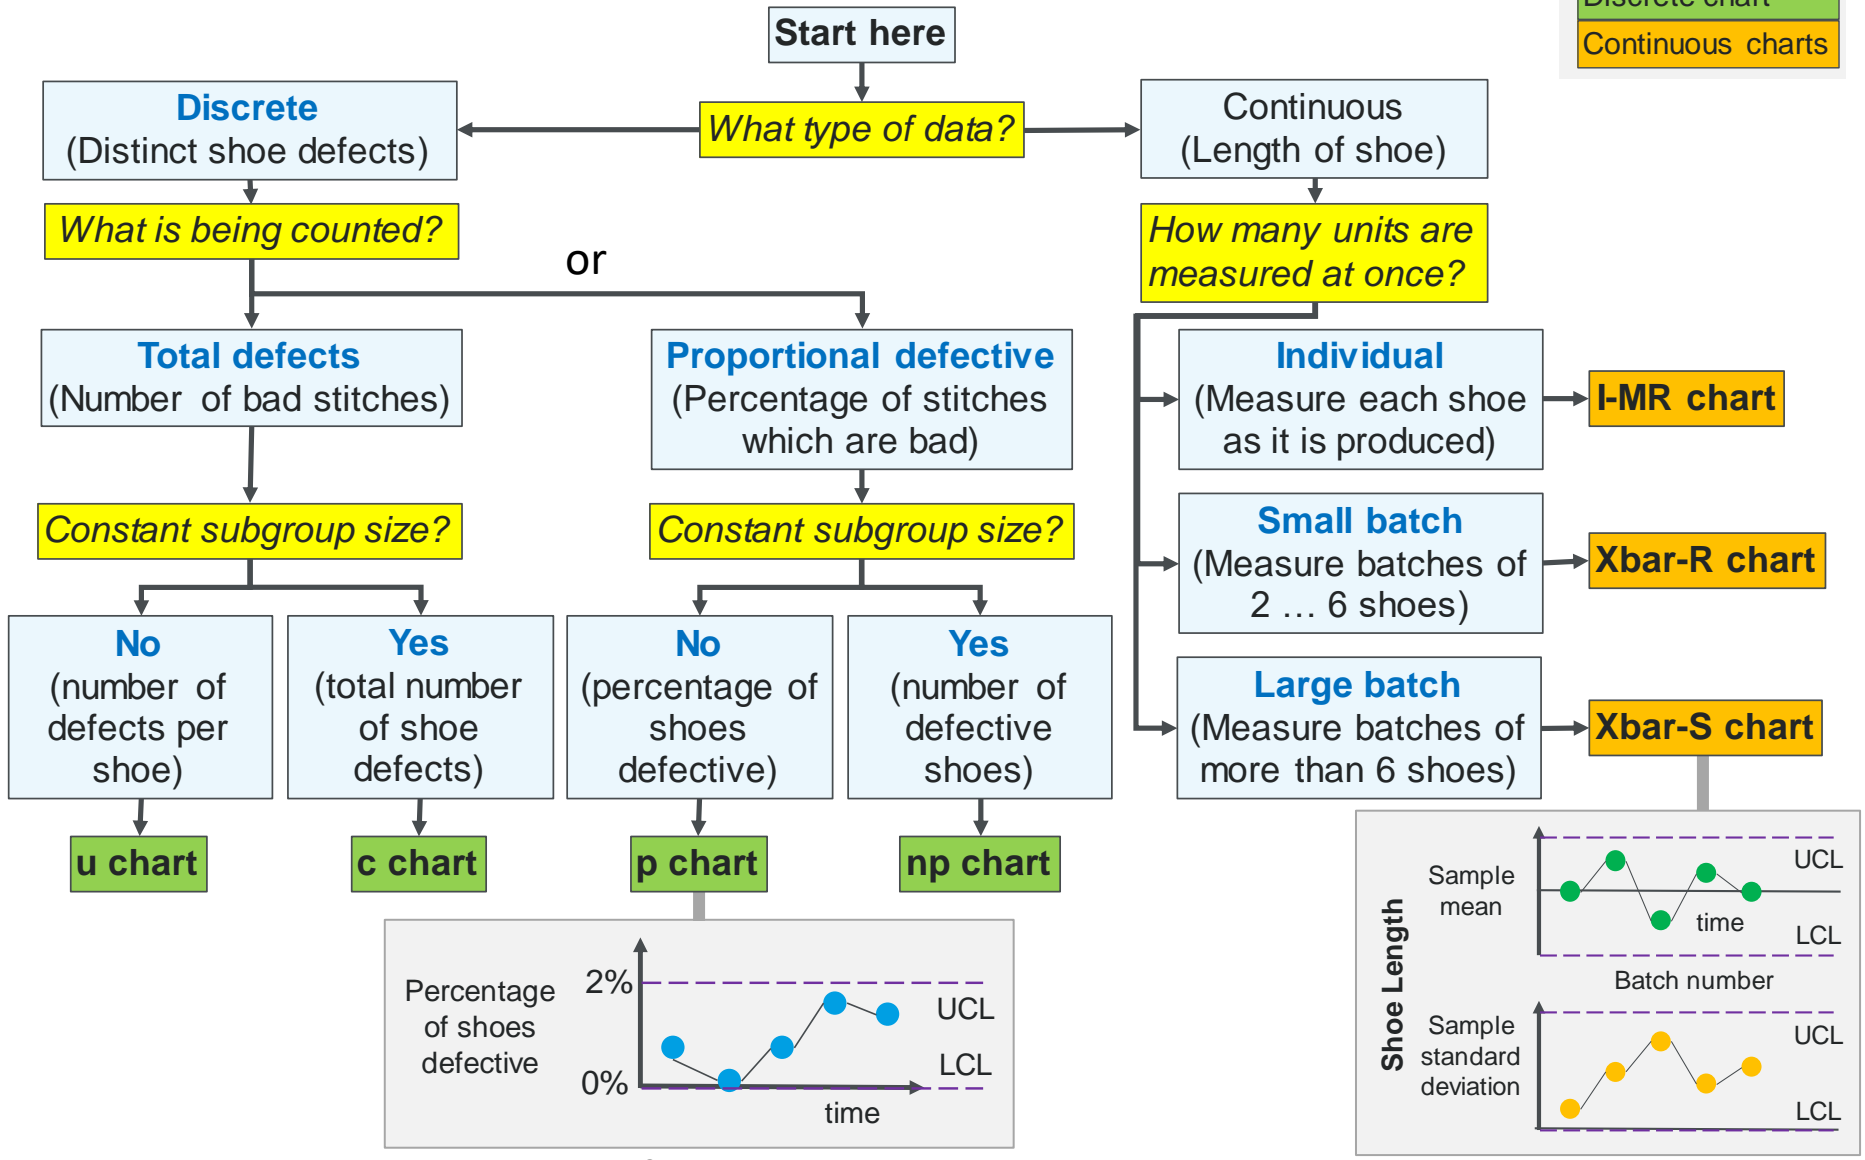 Start here
Discrete chart
Continuous charts
What type of data?
Discrete
(Distinct shoe defects)
Continuous
(Length of shoe)
What is being counted?
or
How many units are
measured at once?
Total defects
(Number of bad stitches)
Proportional defective
(Percentage of stitches
which are bad)
Individual
(Measure each shoe
as it is produced)
I-MR chart
Constant subgroup size?
Constant subgroup size?
Small batch
(Measure batches of
2 … 6 shoes)
Xbar-R chart
No
(number of
defects per
shoe)
Yes
(total number
of shoe
defects)
No
(percentage of
shoes
defective)
Yes
(number of
defective
shoes)
Large batch
(Measure batches of
more than 6 shoes)
Xbar-S chart
u chart
c chart
p chart
np chart
Percentage
of shoes
defective
2%
0%
UCL
LCL
time
Shoe Length
Sample
mean
UCL
time
LCL
Batch number
Sample
standard
deviation
UCL
LCL